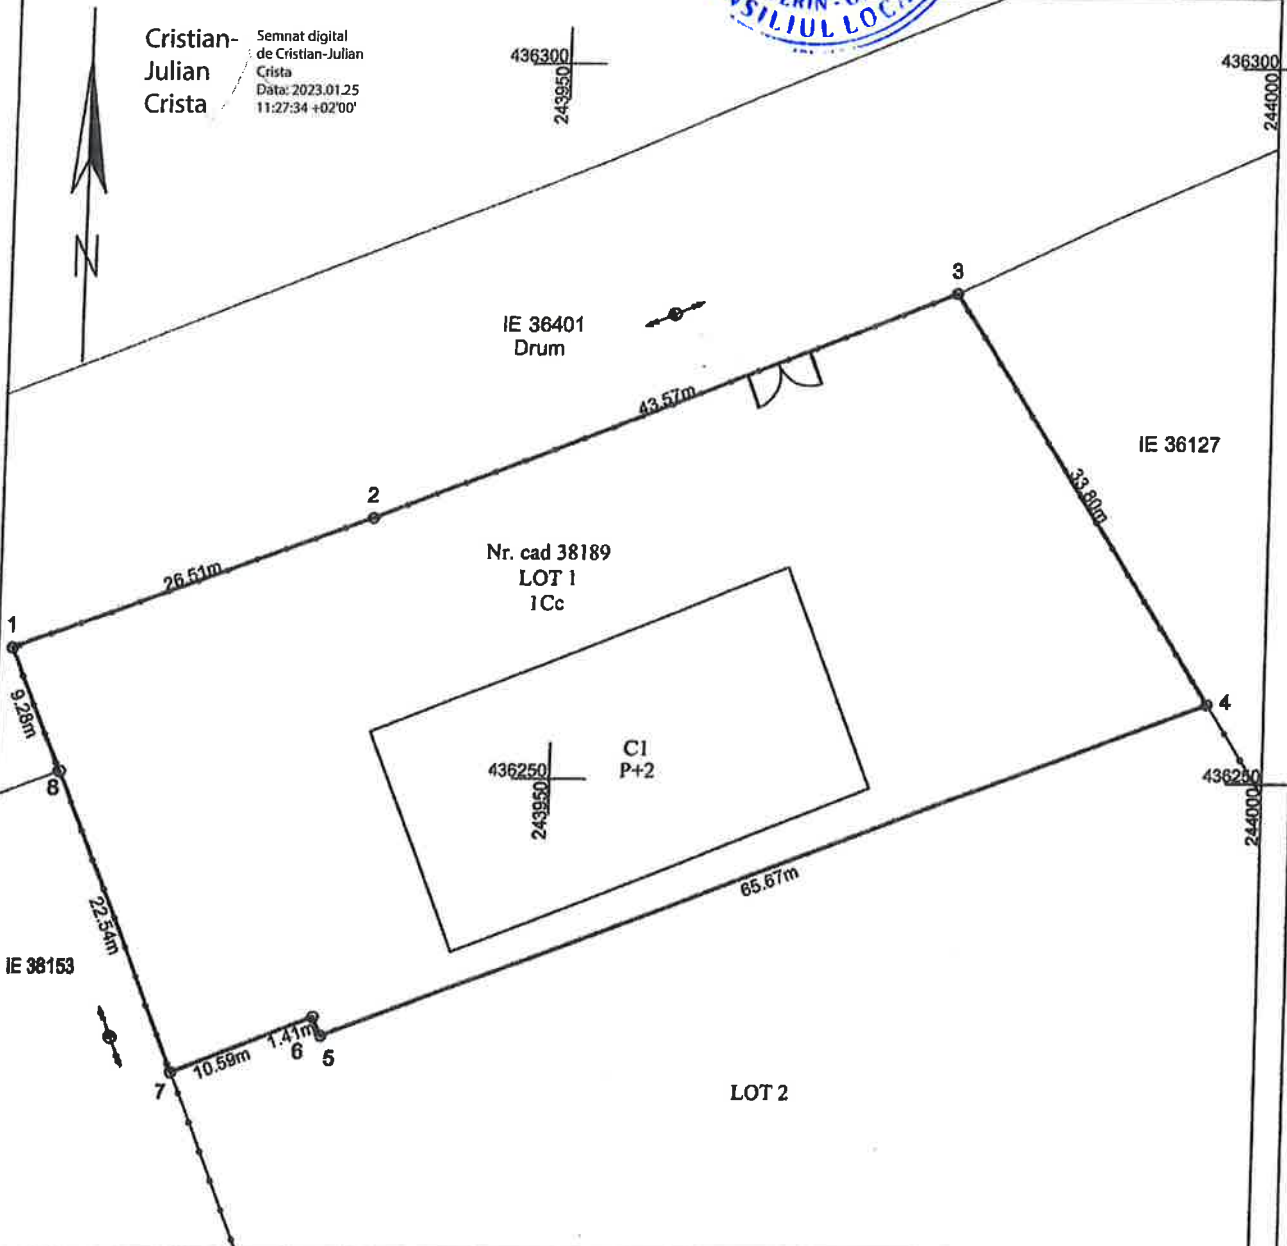 SILIUL LOCA
Cristian-
Julian
Crista
Semnat digital
de Cristian-Julian
Crista
Data: 2023.01.25
11:27:34 +02'00'
436300
243950
436300
244000
N
3
IE 36401
Drum
43.57m
IE 36127
33.80m
2
Nr. cad 38189
LOT 1
1Cc
26.51m
1
9.28m
8
4
C1
P+2
436250
243950
436250
244000
65.67m
22.54m
IE 38153
1.41m
10.59m
6
5
7
LOT 2